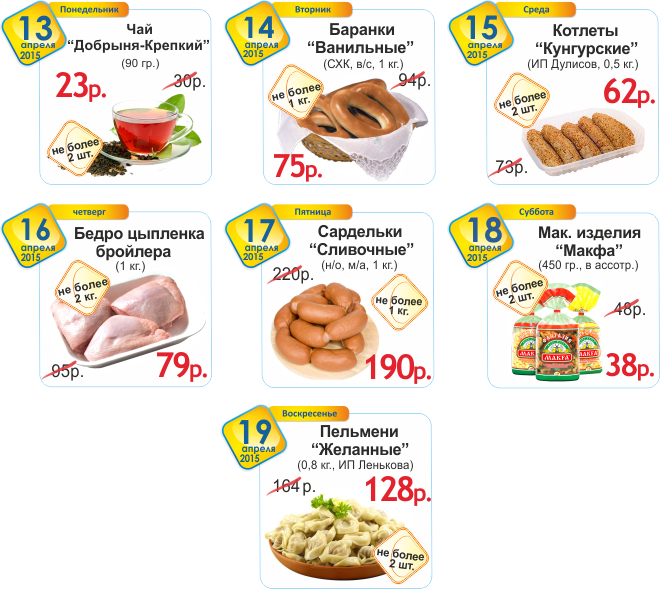 Понедельник
13
апреля
2015
Чай
“Добрыня-Крепкий”
(90 гр.)
23р.
30р.
не более
2 шт.
Вторник
14
апреля
2015
Баранки
“Ванильные”
(СХК, в/с, 1 кг.)
94р.
не более
1 кг.
75р.
Среда
15
апреля
2015
Котлеты
“Кунгурские”
(ИП Дулисов, 0,5 кг.)
62р.
не более
2 шт.
73р.
четверг
16
апреля
2015
Бедро цыпленка
бройлера
(1 кг.)
не более
2 кг.
95р.
79р.
Пятница
17
апреля
2015
Сардельки
“Сливочные”
(н/о, м/а, 1 кг.)
220р.
не более
1 кг.
190р.
Суббота
18
апреля
2015
Мак. изделия
“Макфа”
(450 гр., в ассотр.)
не более
2 шт.
48р.
МАКФА
38р.
Воскресенье
19
апреля
2015
Пельмени
“Желанные”
(0,8 кг., ИП Ленькова)
164р.
128р.
не более
2 шт.